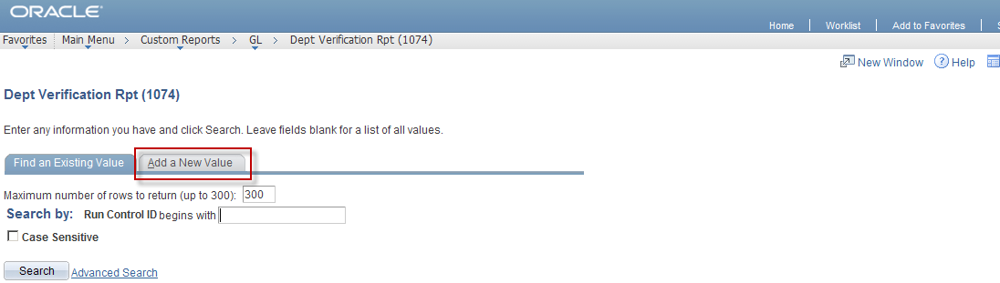 ORACLE
Home Worklist Add to Favorites
Favorites Main Menu > Custom Reports > GL > Dept Verification Rpt (1074)
New Window Help
Dept Verification Rpt (1074)
Enter any information you have and click Search. Leave fields blank for a list of all values.
Find an Existing Value Add a New Value
Maximum number of rows to return (up to 300): 300
Search by: Run Control ID begins with
Case Sensitive
Search Advanced Search